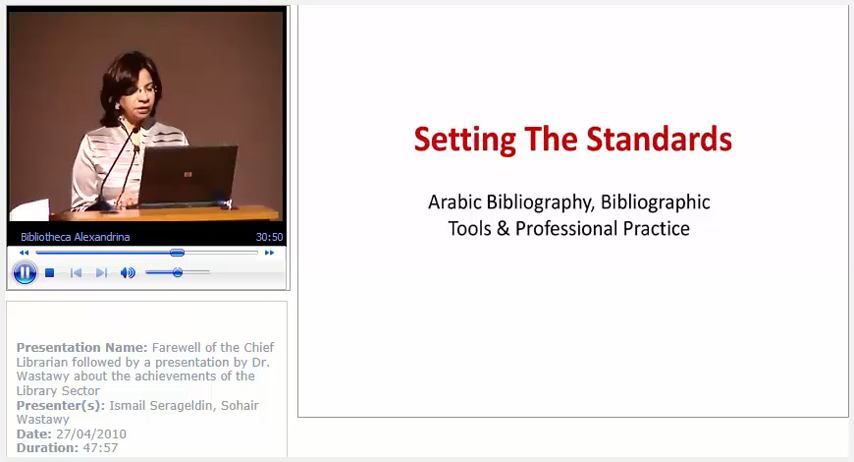 Bibliotheca Alexandrina 30:50
Presentation Name: Farewell of the Chief
Librarian followed by a presentation by Dr.
Wastawy about the achievements of the
Library Sector
Presenter(s): Ismail Serageldin, Sohair
Wastawy
Date: 27/04/2010
Duration: 47:57
Setting The Standards
Arabic Bibliography, Bibliographic
Tools & Professional Practice